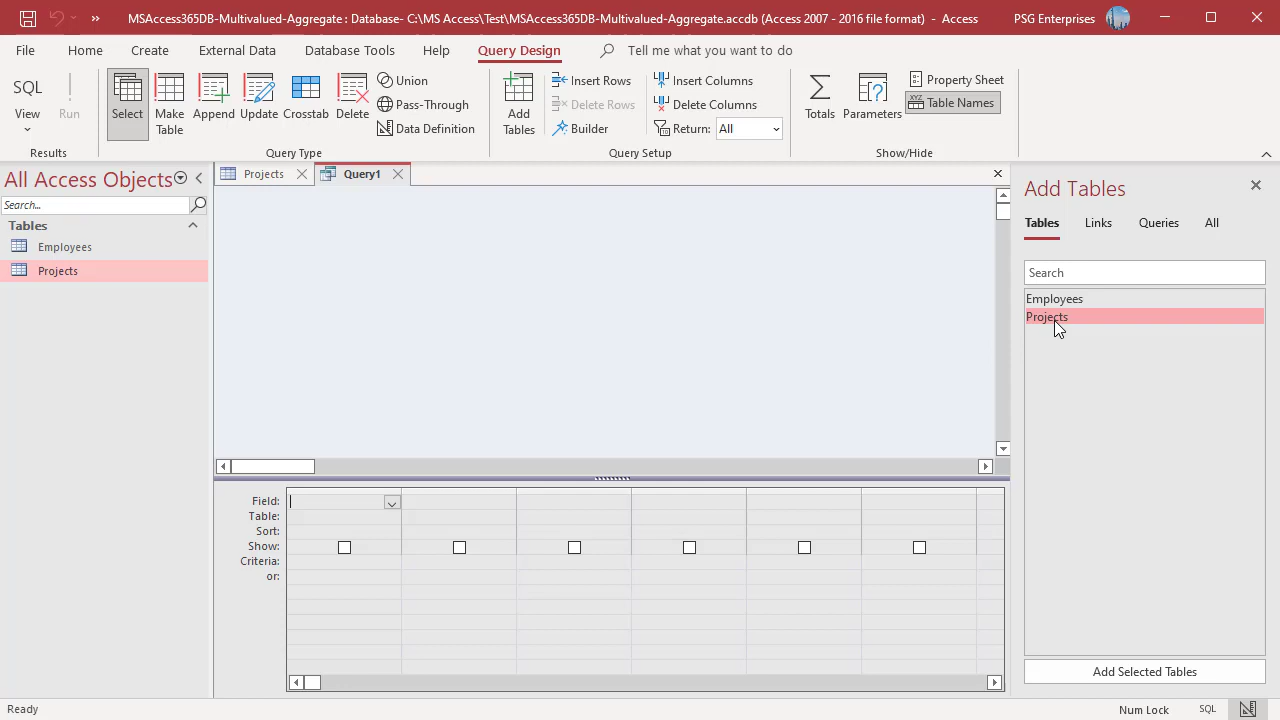 MSAccess365DB-Multivalued-Aggregate : Database- C:\MS Access\Test\MSAccess365DB-Multivalued-Aggregate.accdb (Access 2007 - 2016 file format) - Access PSG Enterprises
File Home Create External Data Database Tools Help Query Design Tell me what you want to do
SQL View Run Select Make Table Append Update Crosstab Delete
Union
Pass-Through
Data Definition
Add Tables
Insert Rows
Delete Rows
Builder
Insert Columns
Delete Columns
Return: All
Totals Parameters
Property Sheet
XYZ Table Names
Results Query Type Query Setup Show/Hide
All Access Objects
Search...
Tables
Employees
Projects
Projects Query1
Field:
Table:
Sort:
Show:
Criteria:
or:
Add Tables
Tables Links Queries All
Search
Employees
Projects
Add Selected Tables
Ready Num Lock SQL